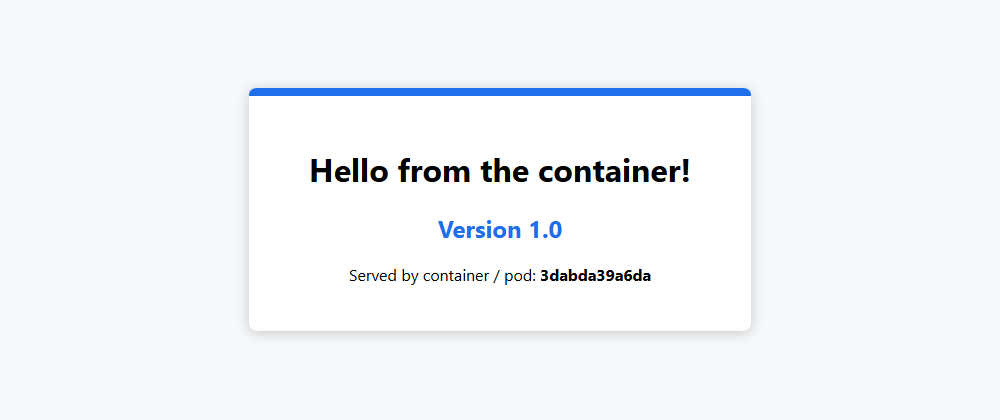 Hello from the container!
Version 1.0
Served by container / pod: 3dabda39a6da